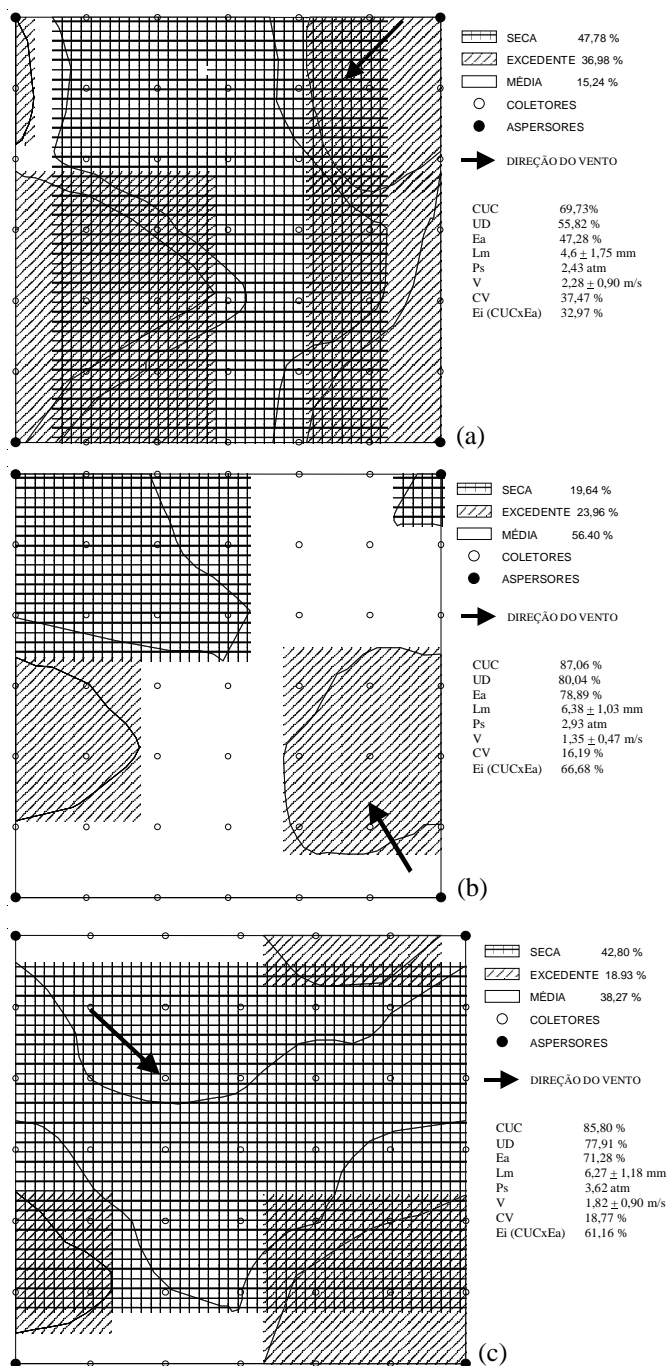 SECA 47,78 %
EXCEDENTE 36,98 %
MÉDIA 15,24 %
COLETORES
ASPERSORES
DIREÇÃO DO VENTO
CUC 69,73%
UD 55,82 %
Ea 47,28 %
Lm 4,6 ± 1,75 mm
Ps 2,43 atm
V 2,28 ± 0,90 m/s
CV 37,47 %
Ei (CUCxEa) 32,97 %
(a)
SECA 19,64 %
EXCEDENTE 23,96 %
MÉDIA 56.40 %
COLETORES
ASPERSORES
DIREÇÃO DO VENTO
CUC 87,06 %
UD 80,04 %
Ea 78,89 %
Lm 6,38 ± 1,03 mm
Ps 2,93 atm
V 1,35 ± 0,47 m/s
CV 16,19 %
Ei (CUCxEa) 66,68 %
(b)
SECA 42,80 %
EXCEDENTE 18.93 %
MÉDIA 38,27 %
COLETORES
ASPERSORES
DIREÇÃO DO VENTO
CUC 85,80 %
UD 77,91 %
Ea 71,28 %
Lm 6,27 ± 1,18 mm
Ps 3,62 atm
V 1,82 ± 0,90 m/s
CV 18,77 %
Ei (CUCxEa) 61,16 %
(c)